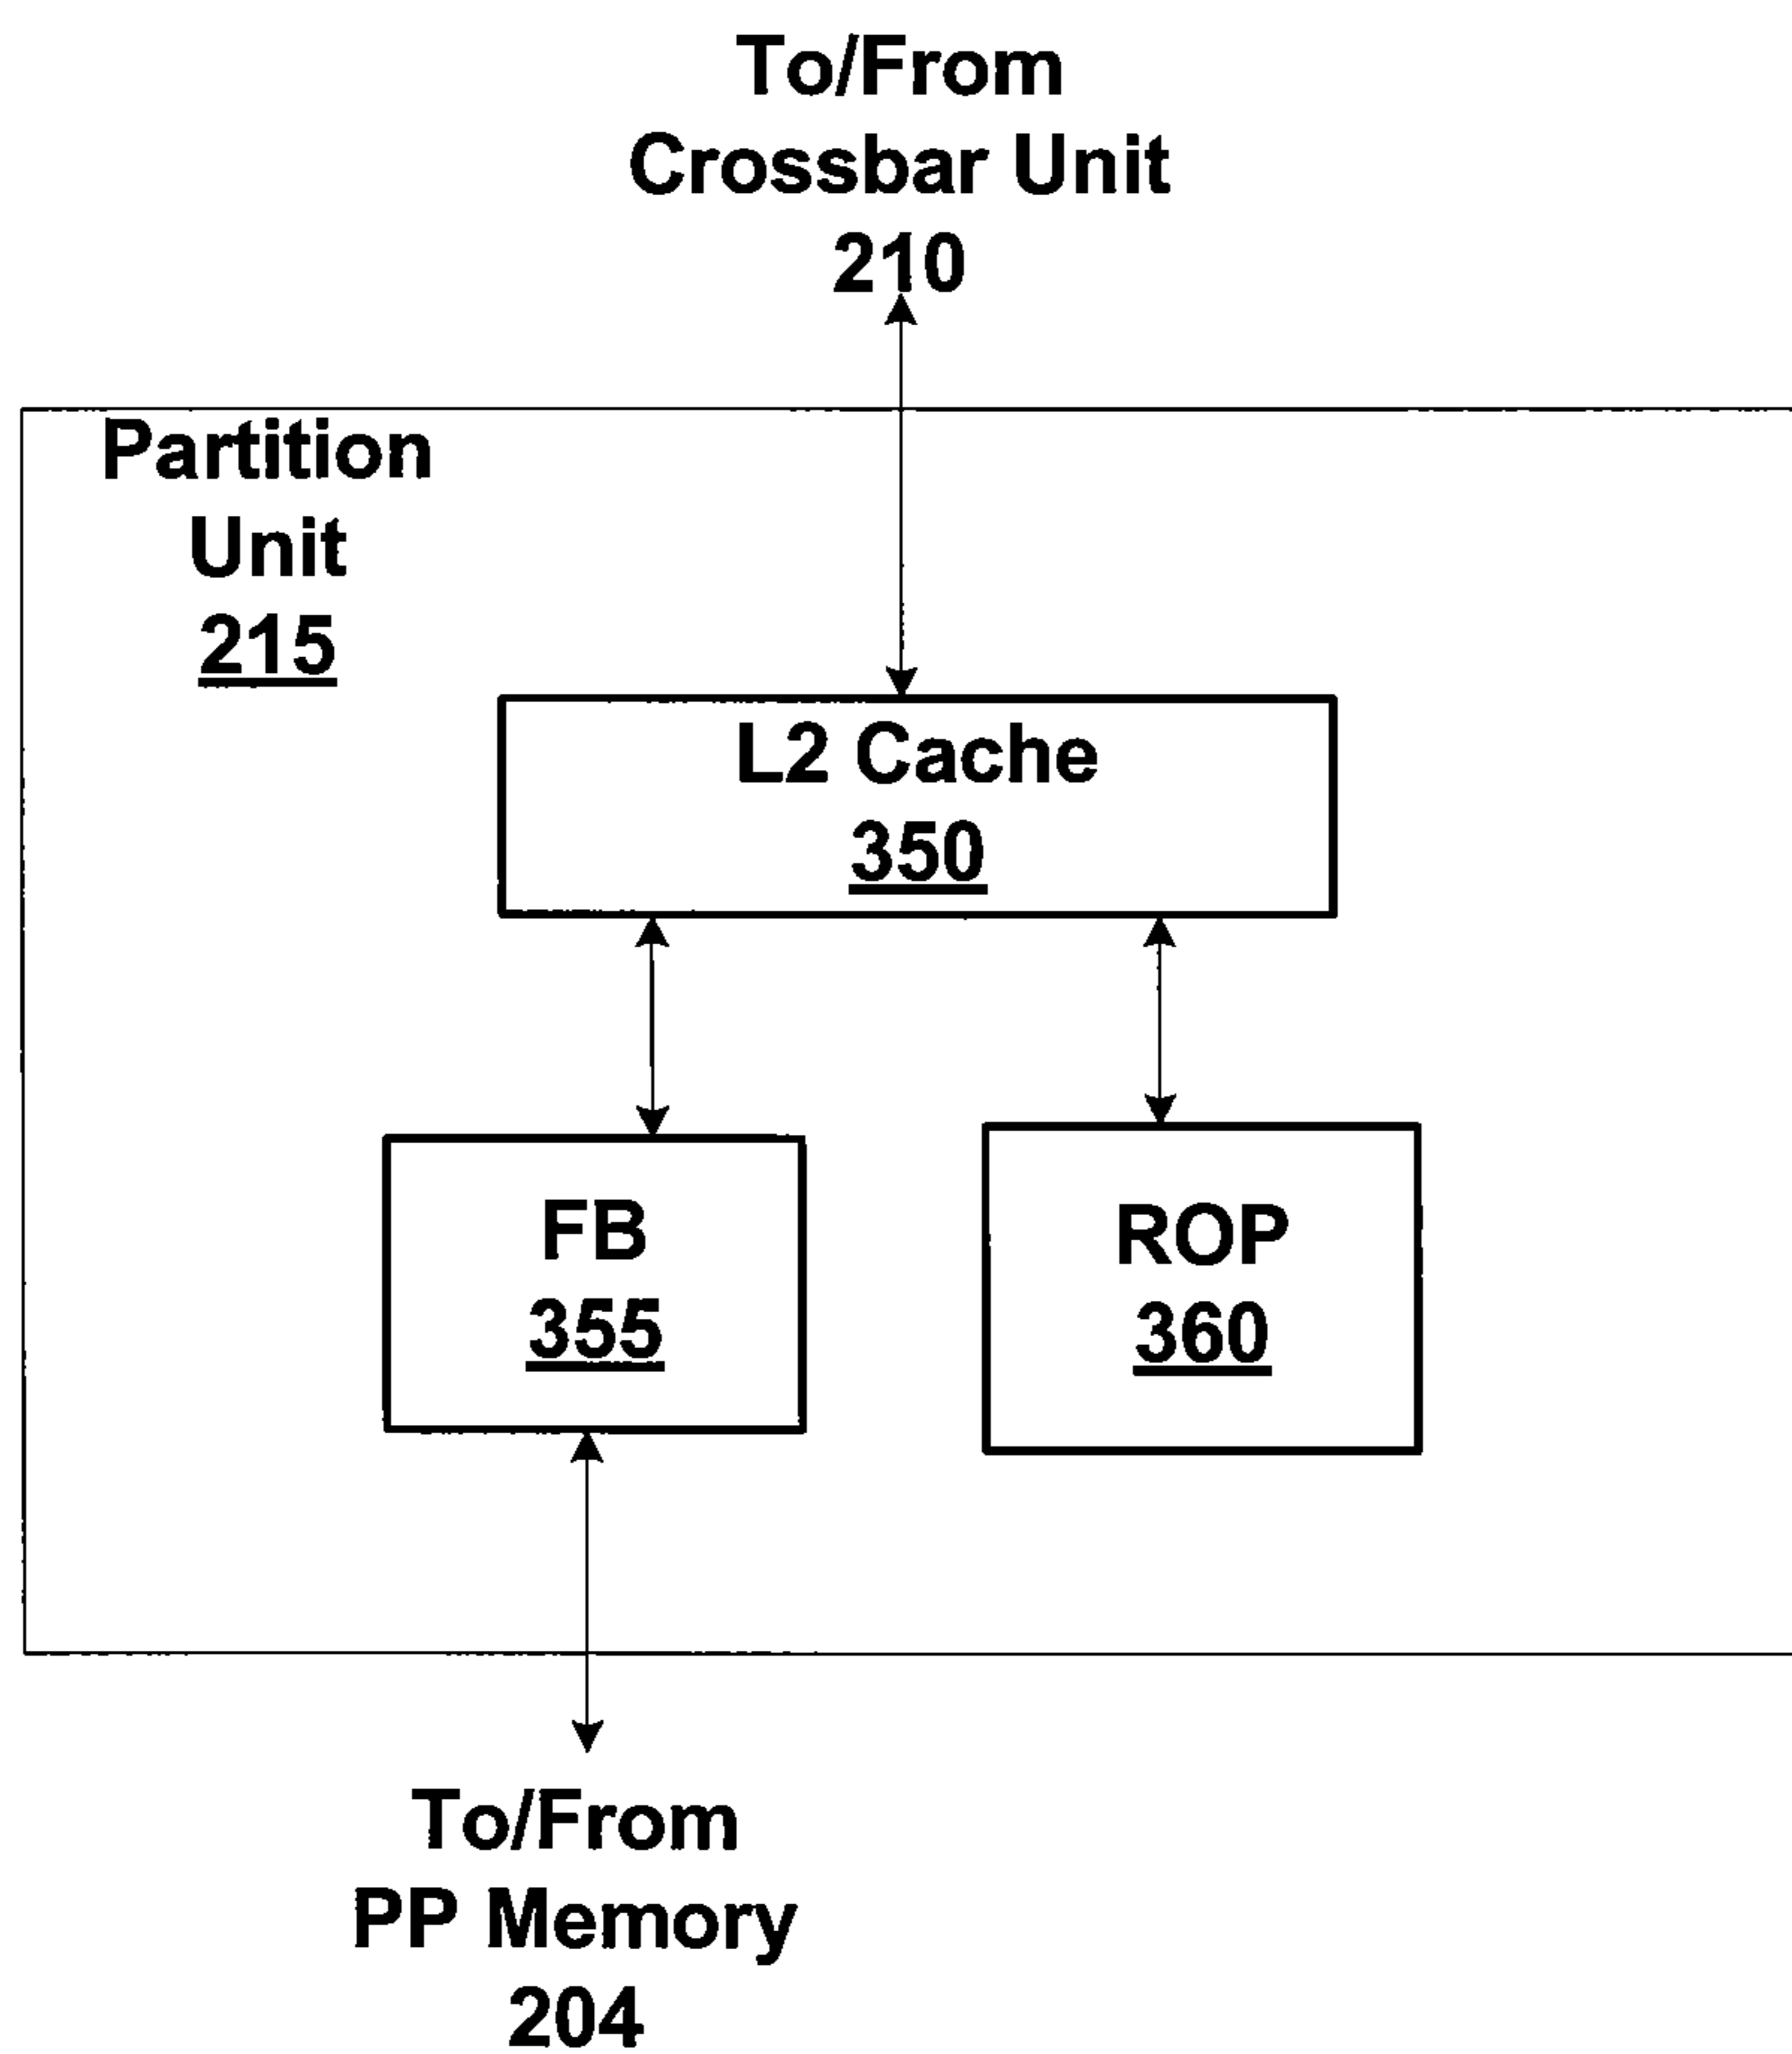 To/From
Crossbar Unit
210
Partition
Unit
215
L2 Cache
350
FB
355
ROP
360
To/From
PP Memory
204